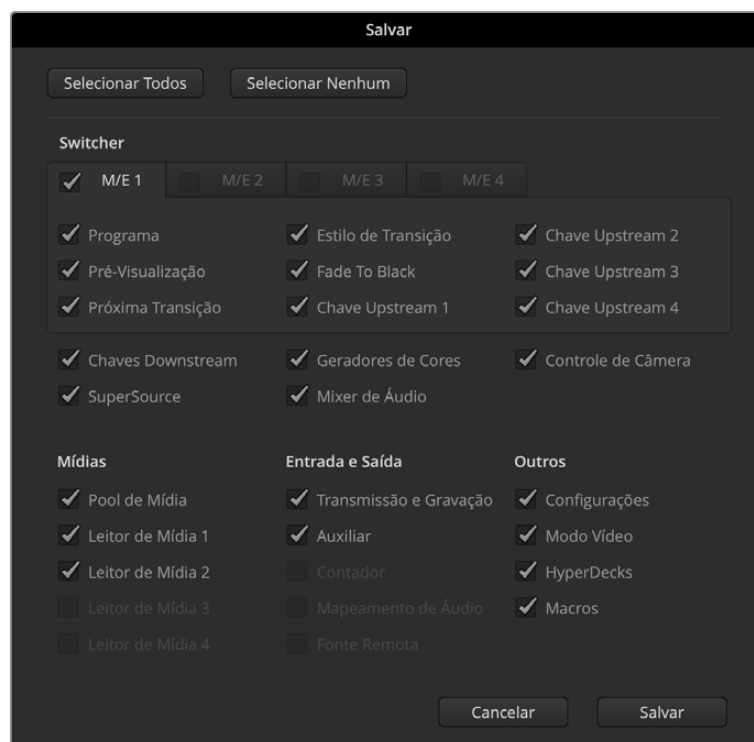 Salvar
Selecionar Todos Selecionar Nenhum
Switcher
M/E 1 M/E 2 M/E 3 M/E 4
Programa Estilo de Transição Chave Upstream 2
Pré-Visualização Fade To Black Chave Upstream 3
Próxima Transição Chave Upstream 1 Chave Upstream 4
Chaves Downstream Geradores de Cores Controle de Câmera
SuperSource Mixer de Áudio
Mídias Entrada e Saída Outros
Pool de Mídia Transmissão e Gravação Configurações
Leitor de Mídia 1 Auxiliar Modo Vídeo
Leitor de Mídia 2 Contador HyperDecks
Leitor de Mídia 3 Mapeamento de Áudio Macros
Leitor de Mídia 4 Fonte Remota
Cancelar Salvar